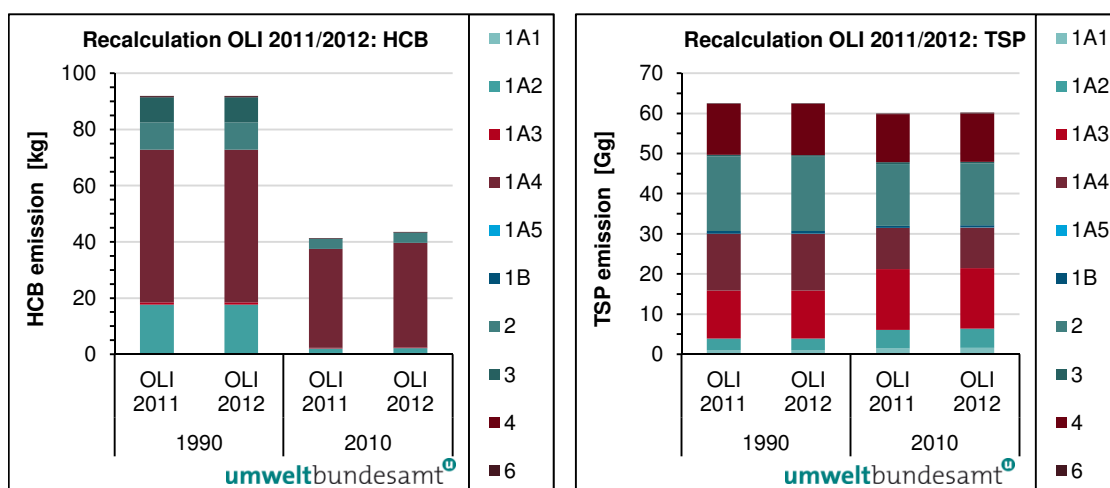 Recalculation OLI 2011/2012: HCB
HCB emission [kg]
100
80
60
40
20
0
OLI 2011
OLI 2012
OLI 2011
OLI 2012
1990
2010
umweltbundesamt u
1A1
1A2
1A3
1A4
1A5
1B
2
3
4
6
Recalculation OLI 2011/2012: TSP
TSP emission [Gg]
70
60
50
40
30
20
10
0
OLI 2011
OLI 2012
OLI 2011
OLI 2012
1990
2010
umweltbundesamt u
1A1
1A2
1A3
1A4
1A5
1B
2
3
4
6